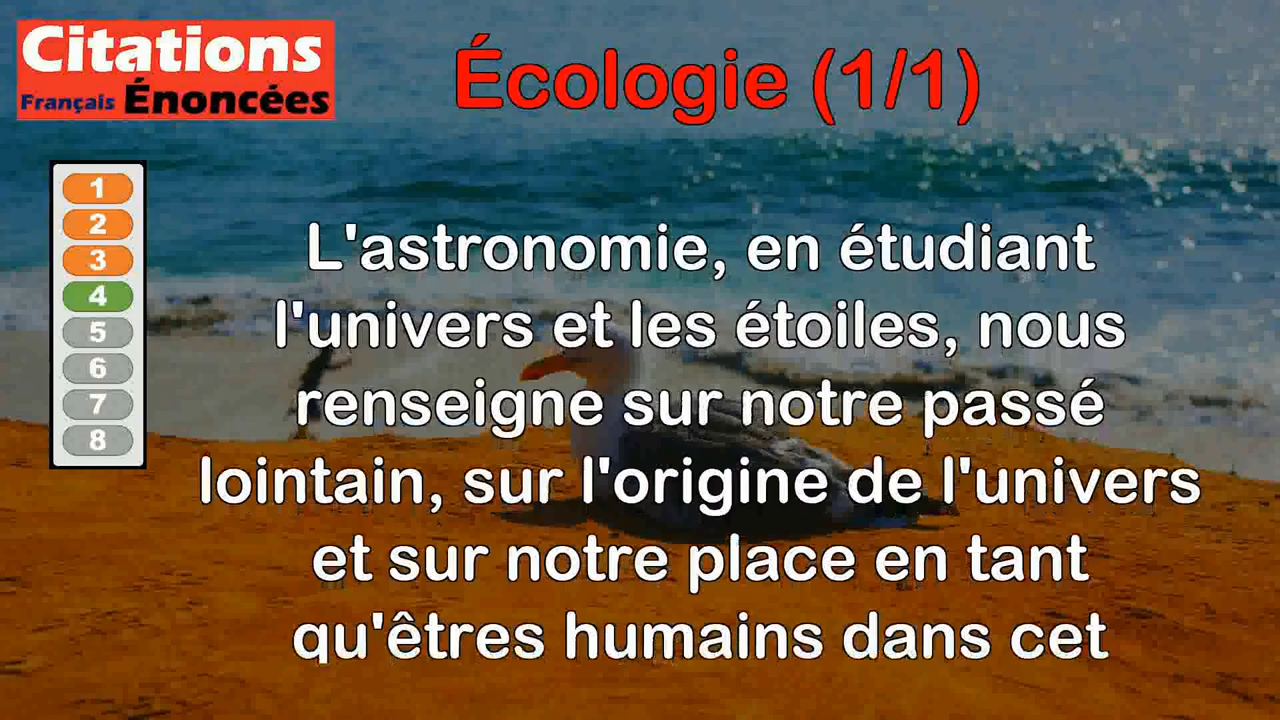 Citations
Français Énoncées
Écologie (1/1)
1
2
3
4
5
6
7
8
L'astronomie, en étudiant
l'univers et les étoiles, nous
renseigne sur notre passé
lointain, sur l'origine de l'univers
et sur notre place en tant
qu'êtres humains dans cet